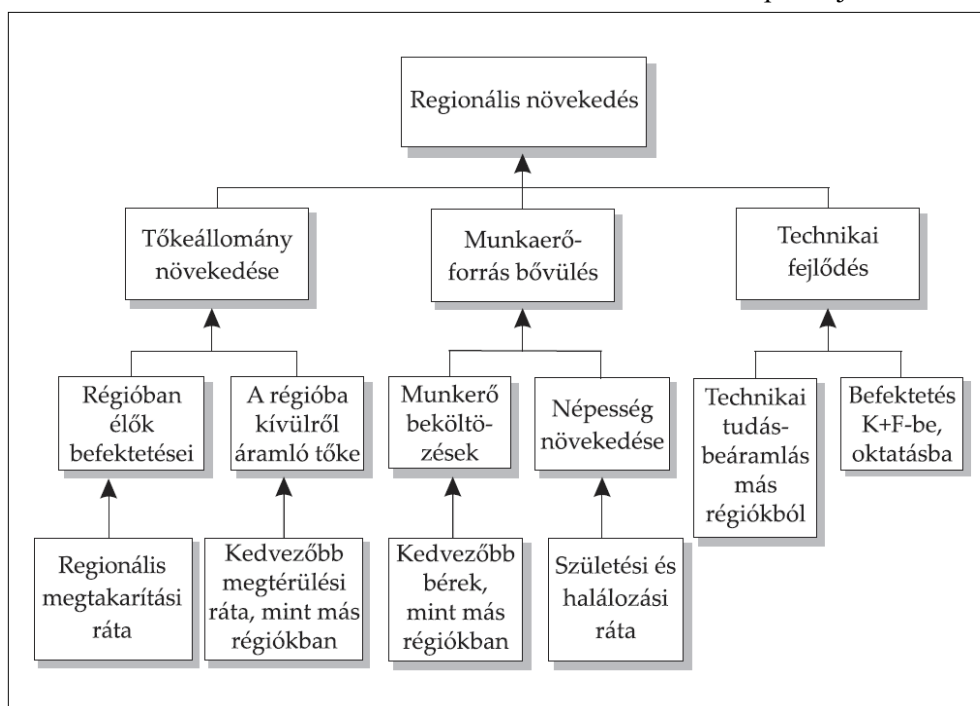 Regionális növekedés
Tőkeállomány
növekedése
Munkaerő-
forrás bővülés
Technikai
fejlődés
Régióban
élők
befektetései
A régióba
kívülről
áramló tőke
Munkerő
beköltö-
zések
Népesség
növekedése
Technikai
tudás-
beáramlás
más
régiókból
Befektetés
K+F-be,
oktatásba
Regionális
megtakarítási
ráta
Kedvezőbb
megtérülési
ráta, mint más
régiókban
Kedvezőbb
bérek,
mint más
régiókban
Születési és
halálozási
ráta